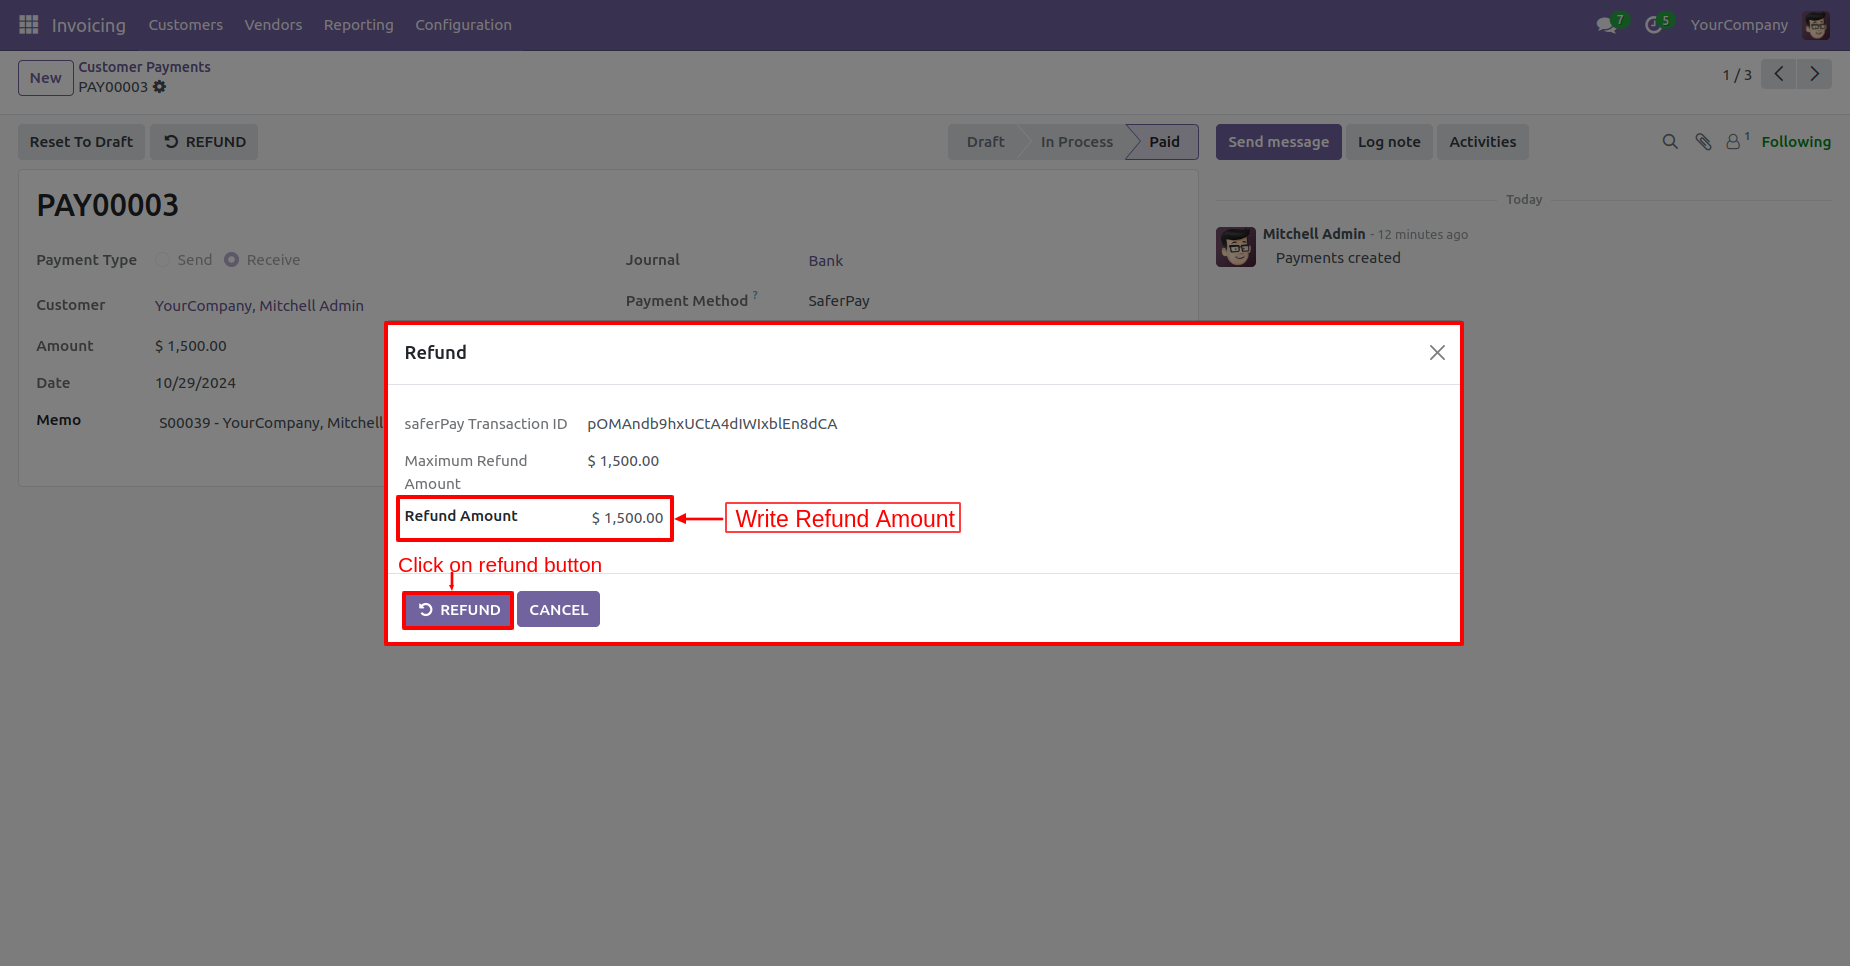 Invoicing Customers Vendors Reporting Configuration 7 5 YourCompany
New Customer Payments
PAY00003
1 / 3
Reset To Draft REFUND Draft In Process Paid Send message Log note Activities 1 Following
PAY00003
Today
Mitchell Admin - 12 minutes ago
Payments created
Payment Type Send Receive
Journal Bank
Customer YourCompany, Mitchell Admin
Payment Method ? SaferPay
Amount $ 1,500.00
Date 10/29/2024
Memo S00039 - YourCompany, Mitchell
Refund
saferPay Transaction ID pOMAndb9hxUCtA4dIWIxblEn8dCA
Maximum Refund
Amount
$ 1,500.00
Refund Amount $ 1,500.00
Write Refund Amount
Click on refund button
REFUND CANCEL